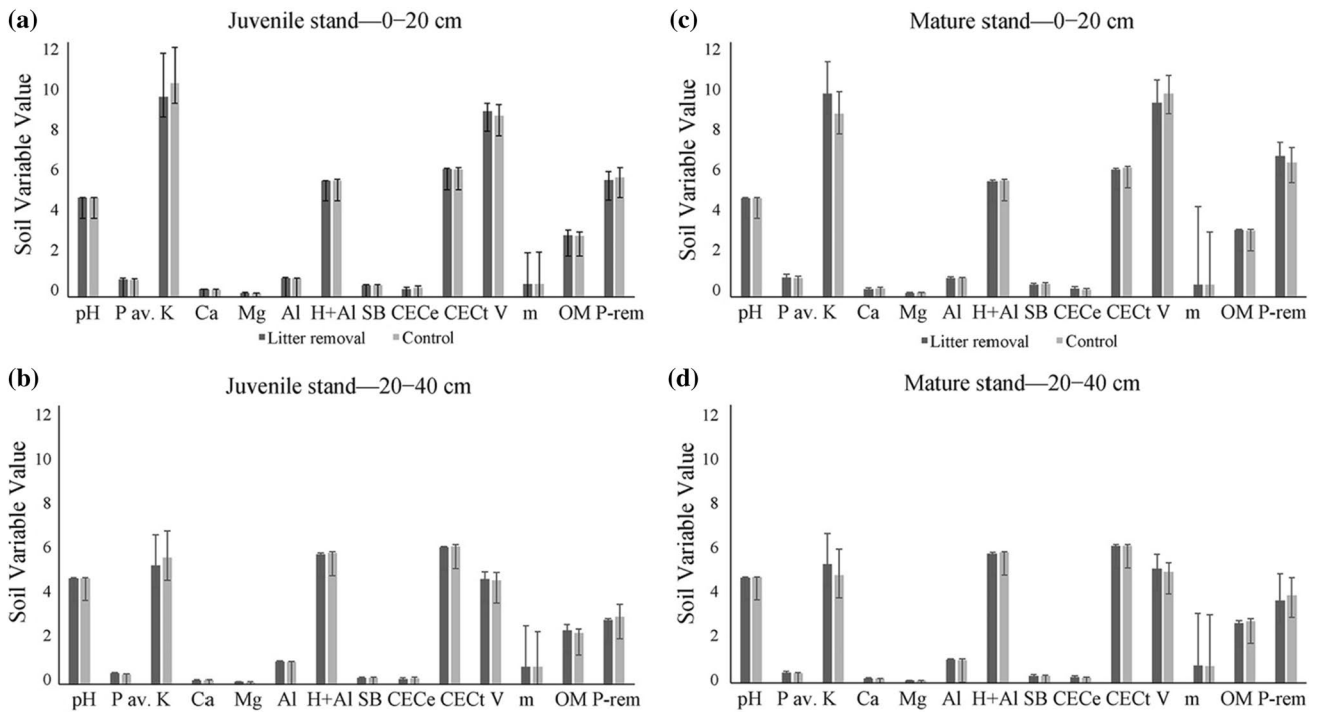 (a)
Juvenile stand—0−20 cm
Soil Variable Value
12
10
8
6
4
2
0
pH P av. K Ca Mg Al H+Al SB CECe CECt V m OM P-rem
Litter removal Control
(c)
Mature stand—0−20 cm
Soil Variable Value
12
10
8
6
4
2
0
pH P av. K Ca Mg Al H+Al SB CECe CECt V m OM P-rem
Litter removal Control
(b)
Juvenile stand—20−40 cm
Soil Variable Value
12
10
8
6
4
2
0
pH P av. K Ca Mg Al H+Al SB CECe CECt V m OM P-rem
(d)
Mature stand—20−40 cm
Soil Variable Value
12
10
8
6
4
2
0
pH P av. K Ca Mg Al H+Al SB CECe CECt V m OM P-rem